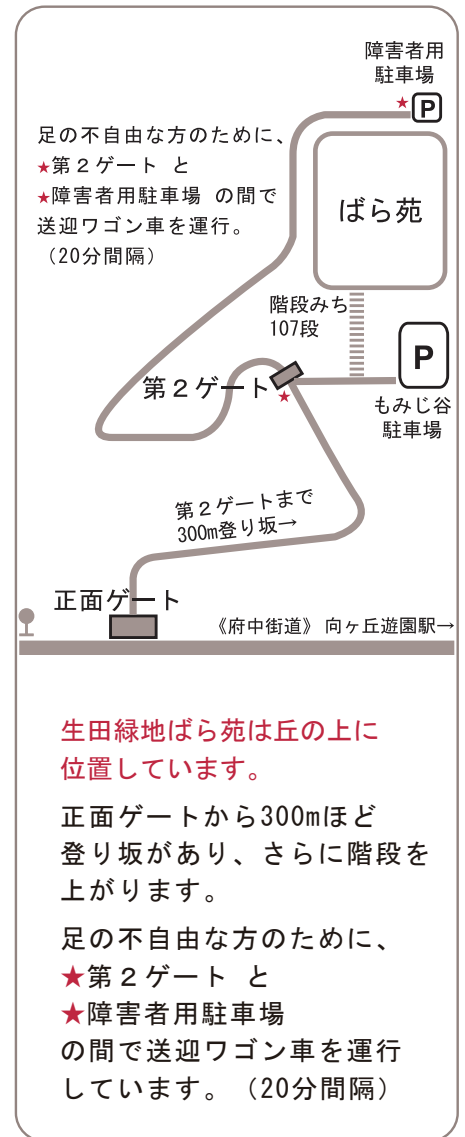 障害者用
駐車場
★P
足の不自由な方のために、
★第２ゲート と
★障害者用駐車場 の間で
送迎ワゴン車を運行。
（20分間隔）
ばら苑
階段みち
107段
P
第２ゲート
★
もみじ谷
駐車場
第２ゲートまで
300m登り坂→
正面ゲート
《府中街道》 向ヶ丘遊園駅→
生田緑地ばら苑は丘の上に
位置しています。
正面ゲートから300mほど
登り坂があり、さらに階段を
上がります。
足の不自由な方のために、
★第２ゲート と
★障害者用駐車場
の間で送迎ワゴン車を運行
しています。（20分間隔）